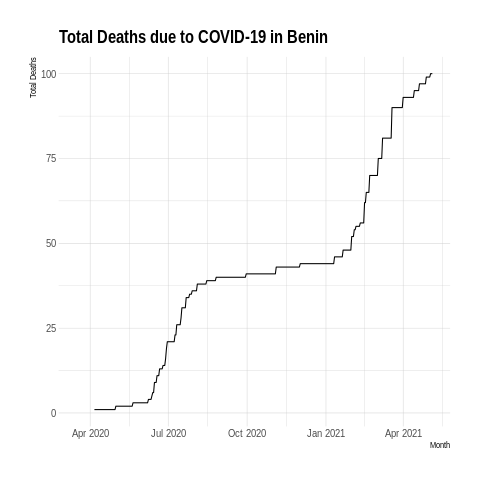 Total Deaths due to COVID-19 in Benin
Total Deaths
100
75
50
25
0
Apr 2020 Jul 2020 Oct 2020 Jan 2021 Apr 2021
Month